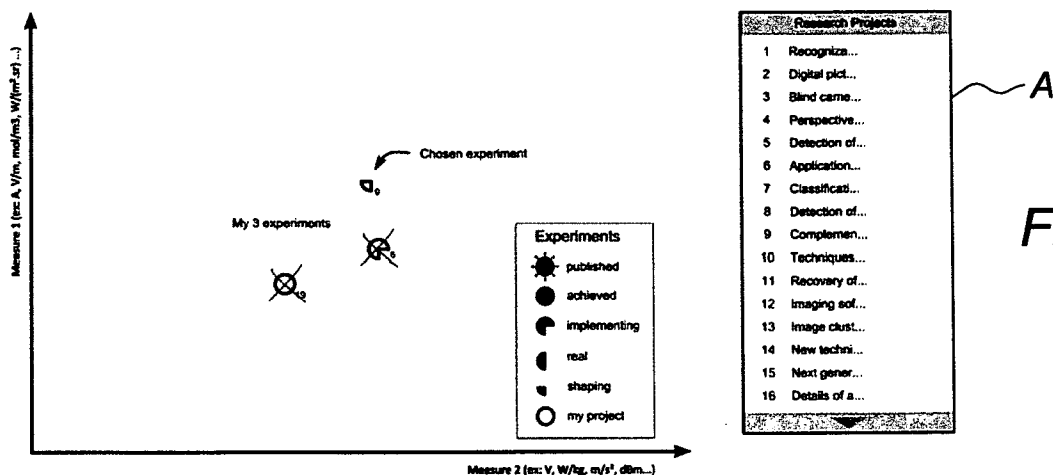 Measure 1 (ex: A, V/m, mol/m3, W/(m².sr) ...)
Chosen experiment
9
My 3 experiments
6
Experiments
published
achieved
implementing
real
shaping
my project
Measure 2 (ex: V, W/kg, m/s², dBm...)
Research Projects
1 Recogniza...
2 Digital pict...
3 Blind came...
4 Perspective...
5 Detection of...
6 Application...
7 Classificati...
8 Detection of...
9 Complemen...
10 Techniques...
11 Recovery of...
12 Imaging sof...
13 Image clust...
14 New techni...
15 Next gener...
16 Details of a...
A
F